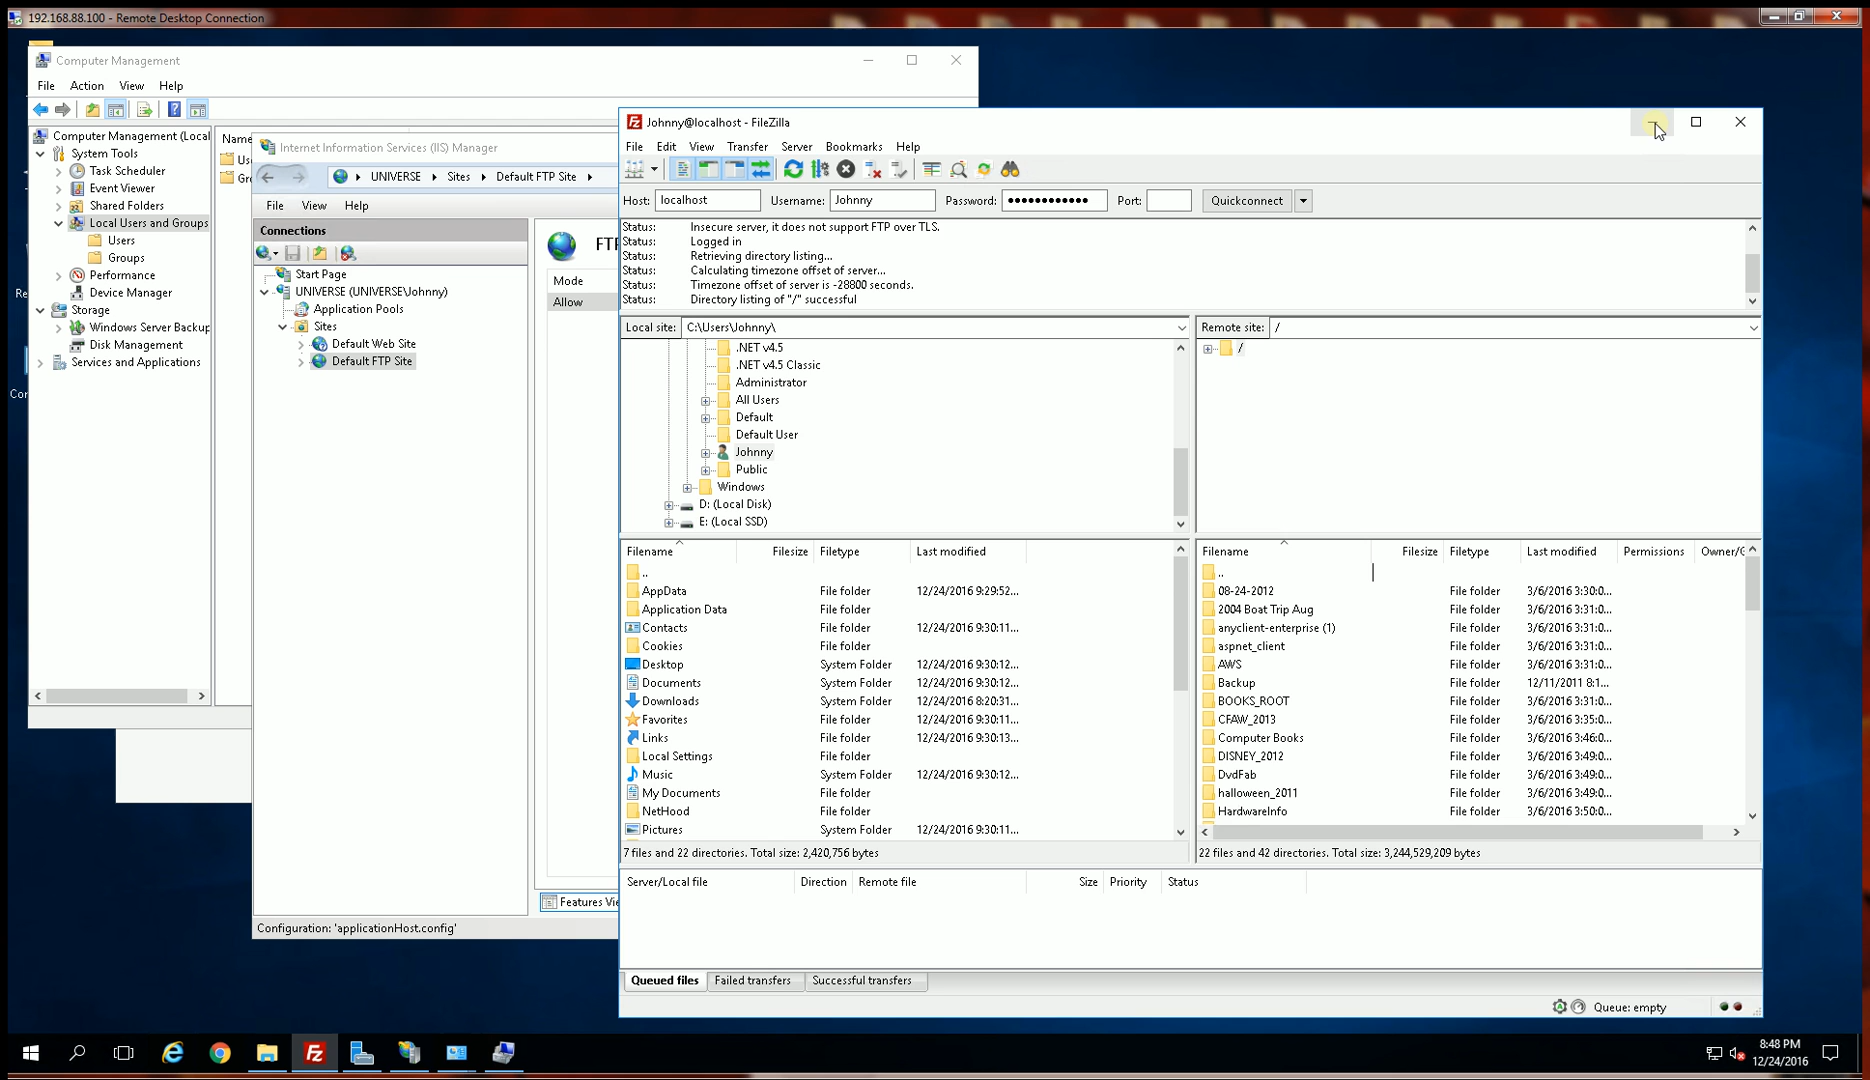 192.168.88.100 - Remote Desktop Connection
Computer Management
File Action View Help
Computer Management (Local
System Tools
Task Scheduler
Event Viewer
Shared Folders
Local Users and Groups
Users
Groups
Performance
Device Manager
Storage
Windows Server Backup
Disk Management
Services and Applications
Name
Internet Information Services (IIS) Manager
UNIVERSE Sites Default FTP Site
File View Help
Connections
Start Page
UNIVERSE (UNIVERSE\Johnny)
Application Pools
Sites
Default Web Site
Default FTP Site
Mode
Allow
Configuration: 'applicationHost.config'
Johnny@localhost - FileZilla
File Edit View Transfer Server Bookmarks Help
Host: localhost Username: Johnny Password: •••••••••••• Port: Quickconnect
Status: Insecure server, it does not support FTP over TLS.
Status: Logged in
Status: Retrieving directory listing...
Status: Calculating timezone offset of server...
Status: Timezone offset of server is -28800 seconds.
Status: Directory listing of "/" successful
Local site: C:\Users\Johnny\
.NET v4.5
.NET v4.5 Classic
Administrator
All Users
Default
Default User
Johnny
Public
Windows
D: (Local Disk)
E: (Local SSD)
Remote site: /
/
Filename Filesize Filetype Last modified
..
AppData File folder 12/24/2016 9:29:52...
Application Data File folder
Contacts File folder 12/24/2016 9:30:11...
Cookies File folder
Desktop System Folder 12/24/2016 9:30:12...
Documents System Folder 12/24/2016 9:30:12...
Downloads System Folder 12/24/2016 8:20:31...
Favorites File folder 12/24/2016 9:30:11...
Links File folder 12/24/2016 9:30:13...
Local Settings File folder
Music System Folder 12/24/2016 9:30:12...
My Documents File folder
NetHood File folder
Pictures System Folder 12/24/2016 9:30:11...
7 files and 22 directories. Total size: 2,420,756 bytes
Filename Filesize Filetype Last modified Permissions Owner/G
..
08-24-2012 File folder 3/6/2016 3:30:0...
2004 Boat Trip Aug File folder 3/6/2016 3:31:0...
anyclient-enterprise (1) File folder 3/6/2016 3:31:0...
aspnet_client File folder 3/6/2016 3:31:0...
AWS File folder 3/6/2016 3:31:0...
Backup File folder 12/11/2011 8:1...
BOOKS_ROOT File folder 3/6/2016 3:31:0...
CFAW_2013 File folder 3/6/2016 3:35:0...
Computer Books File folder 3/6/2016 3:46:0...
DISNEY_2012 File folder 3/6/2016 3:49:0...
DvdFab File folder 3/6/2016 3:49:0...
halloween_2011 File folder 3/6/2016 3:49:0...
HardwareInfo File folder 3/6/2016 3:50:0...
22 files and 42 directories. Total size: 3,244,529,209 bytes
Server/Local file Direction Remote file Size Priority Status
Features Vie
Queued files Failed transfers Successful transfers
Queue: empty
8:48 PM
12/24/2016